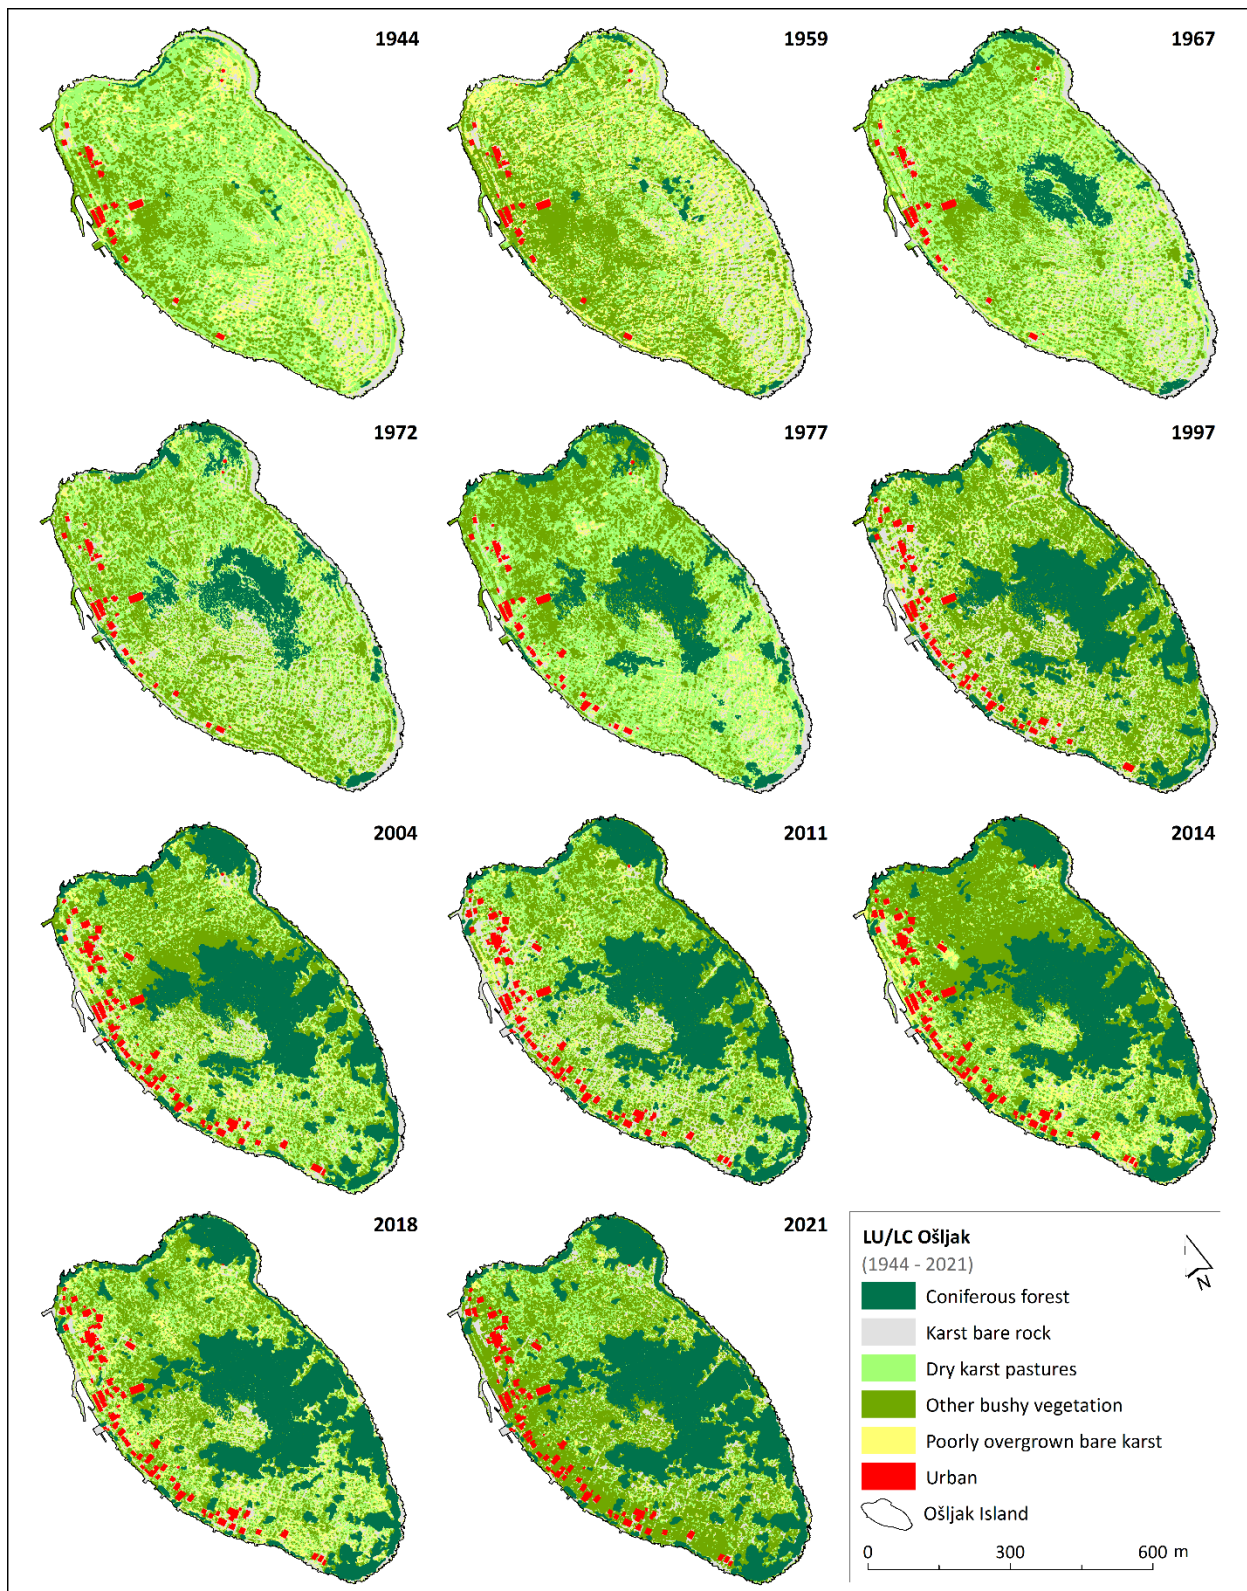 1944
1959
1967
1972
1977
1997
2004
2011
2014
2018
2021
LU/LC Ošljak
(1944 - 2021)
N
Coniferous forest
Karst bare rock
Dry karst pastures
Other bushy vegetation
Poorly overgrown bare karst
Urban
Ošljak Island
0 300 600 m